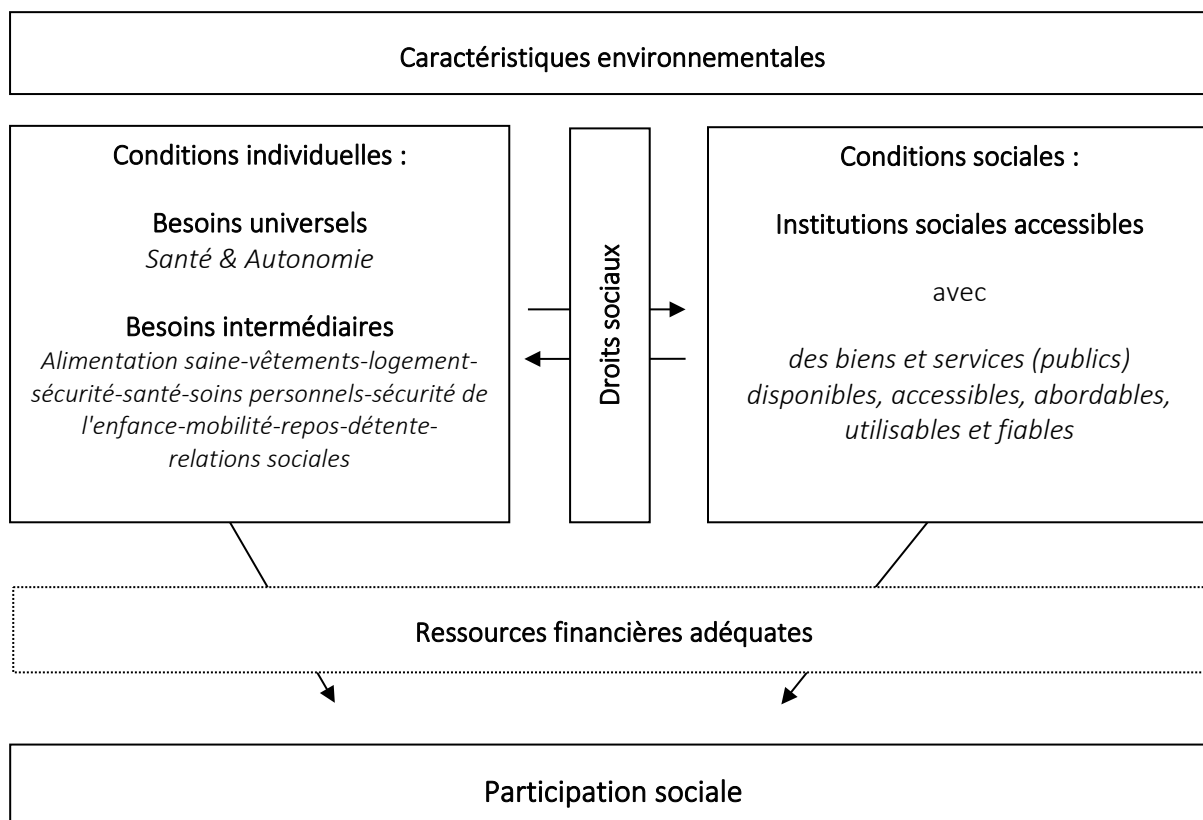 Caractéristiques environnementales
Conditions individuelles :
Besoins universels
Santé & Autonomie
Besoins intermédiaires
Alimentation saine-vêtements-logement-
sécurité-santé-soins personnels-sécurité de
l'enfance-mobilité-repos-détente-
relations sociales
Droits sociaux
Conditions sociales :
Institutions sociales accessibles
avec
des biens et services (publics)
disponibles, accessibles, abordables,
utilisables et fiables
Ressources financières adéquates
Participation sociale